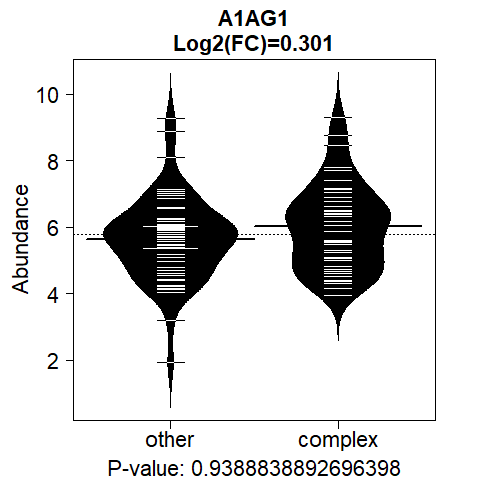 A1AG1
Log2(FC)=0.301
Abundance
10
8
6
4
2
other
complex
P-value: 0.9388838892696398